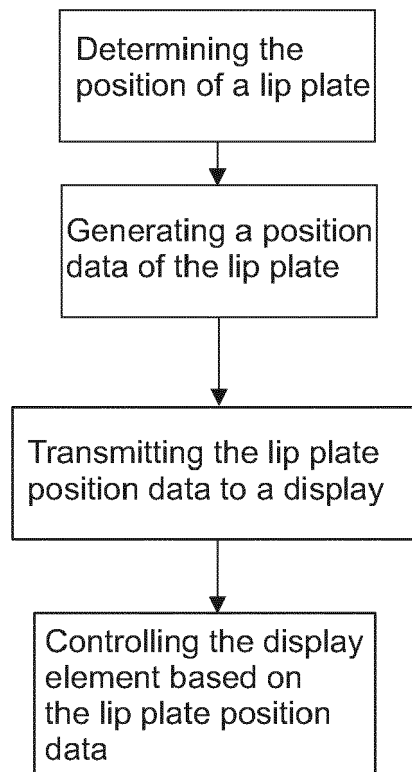 Determining the
position of a lip plate
Generating a position
data of the lip plate
Transmitting the lip plate
position data to a display
Controlling the display
element based on
the lip plate position
data